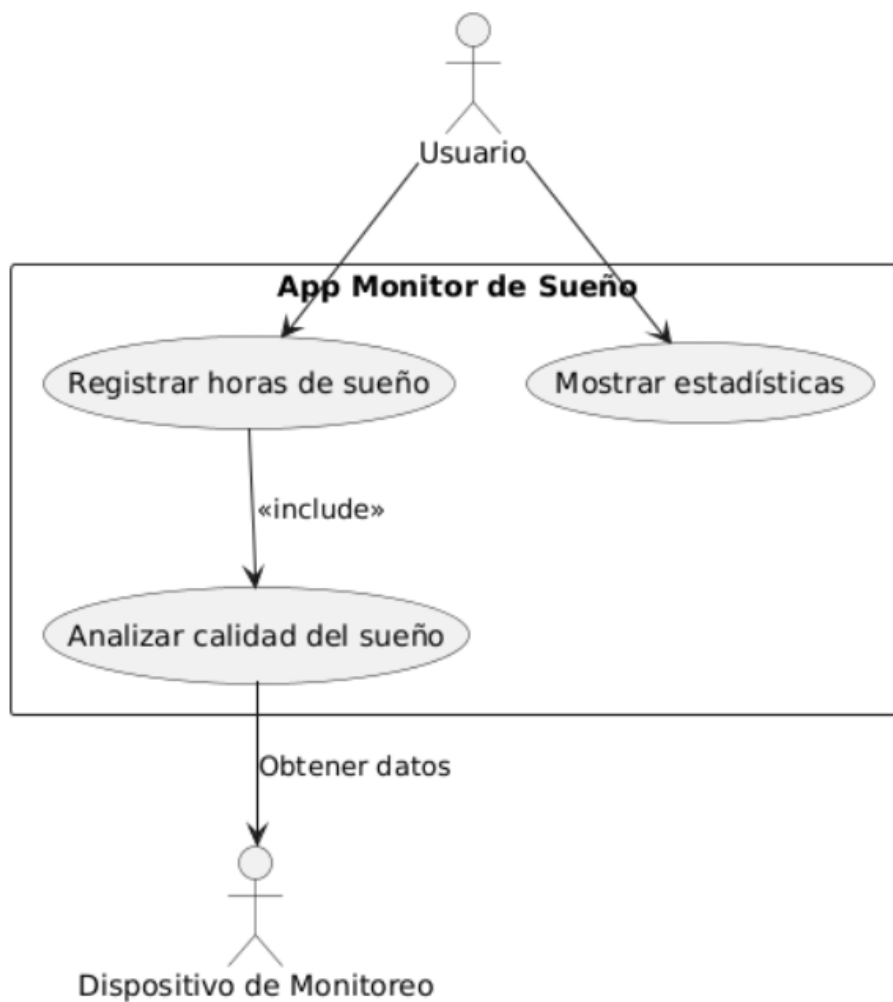 Usuario
App Monitor de Sueño
Registrar horas de sueño
Mostrar estadísticas
«include»
Analizar calidad del sueño
Obtener datos
Dispositivo de Monitoreo